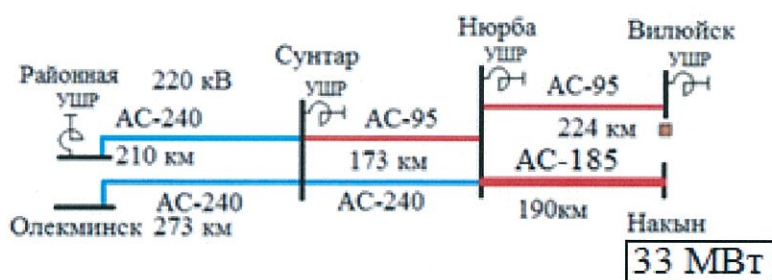 Районная
УШР
220 кВ
Сунтар
УШР
Нюрба
УШР
Вилюйск
УШР
АС-240
АС-95
АС-95
210 км
173 км
224 км
АС-185
Олекминск
АС-240
273 км
АС-240
190км
Накын
33 МВт